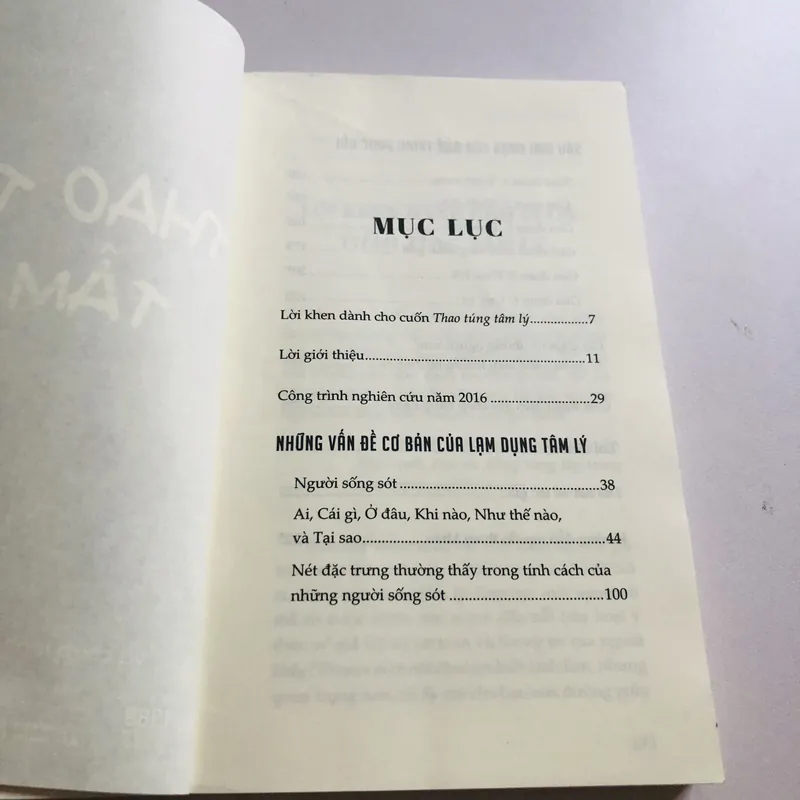 MỤC LỤC
Lời khen dành cho cuốn Thao túng tâm lý.................7
Lời giới thiệu.................................................................11
Công trình nghiên cứu năm 2016 .............................29
NHỮNG VẤN ĐỀ CƠ BẢN CỦA LẠM DỤNG TÂM LÝ
Người sống sót ..........................................................38
Ai, Cái gì, Ở đâu, Khi nào, Như thế nào,
và Tại sao.....................................................................44
Nét đặc trưng thường thấy trong tính cách của
những người sống sót ............................................100